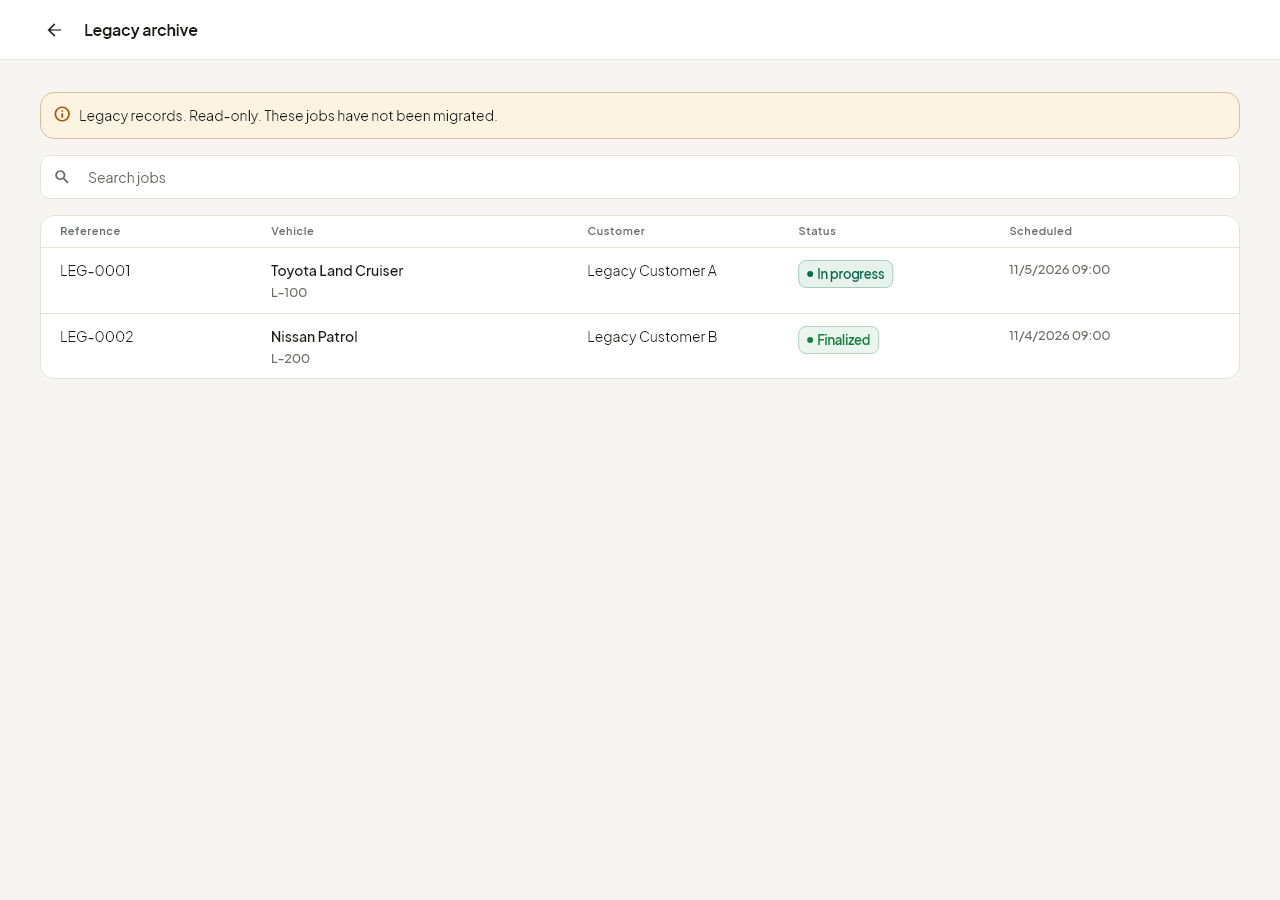 Legacy archive
Legacy records. Read-only. These jobs have not been migrated.
Search jobs
Reference Vehicle Customer Status Scheduled
LEG-0001 Toyota Land Cruiser Legacy Customer A In progress 11/5/2026 09:00
L-100
LEG-0002 Nissan Patrol Legacy Customer B Finalized 11/4/2026 09:00
L-200